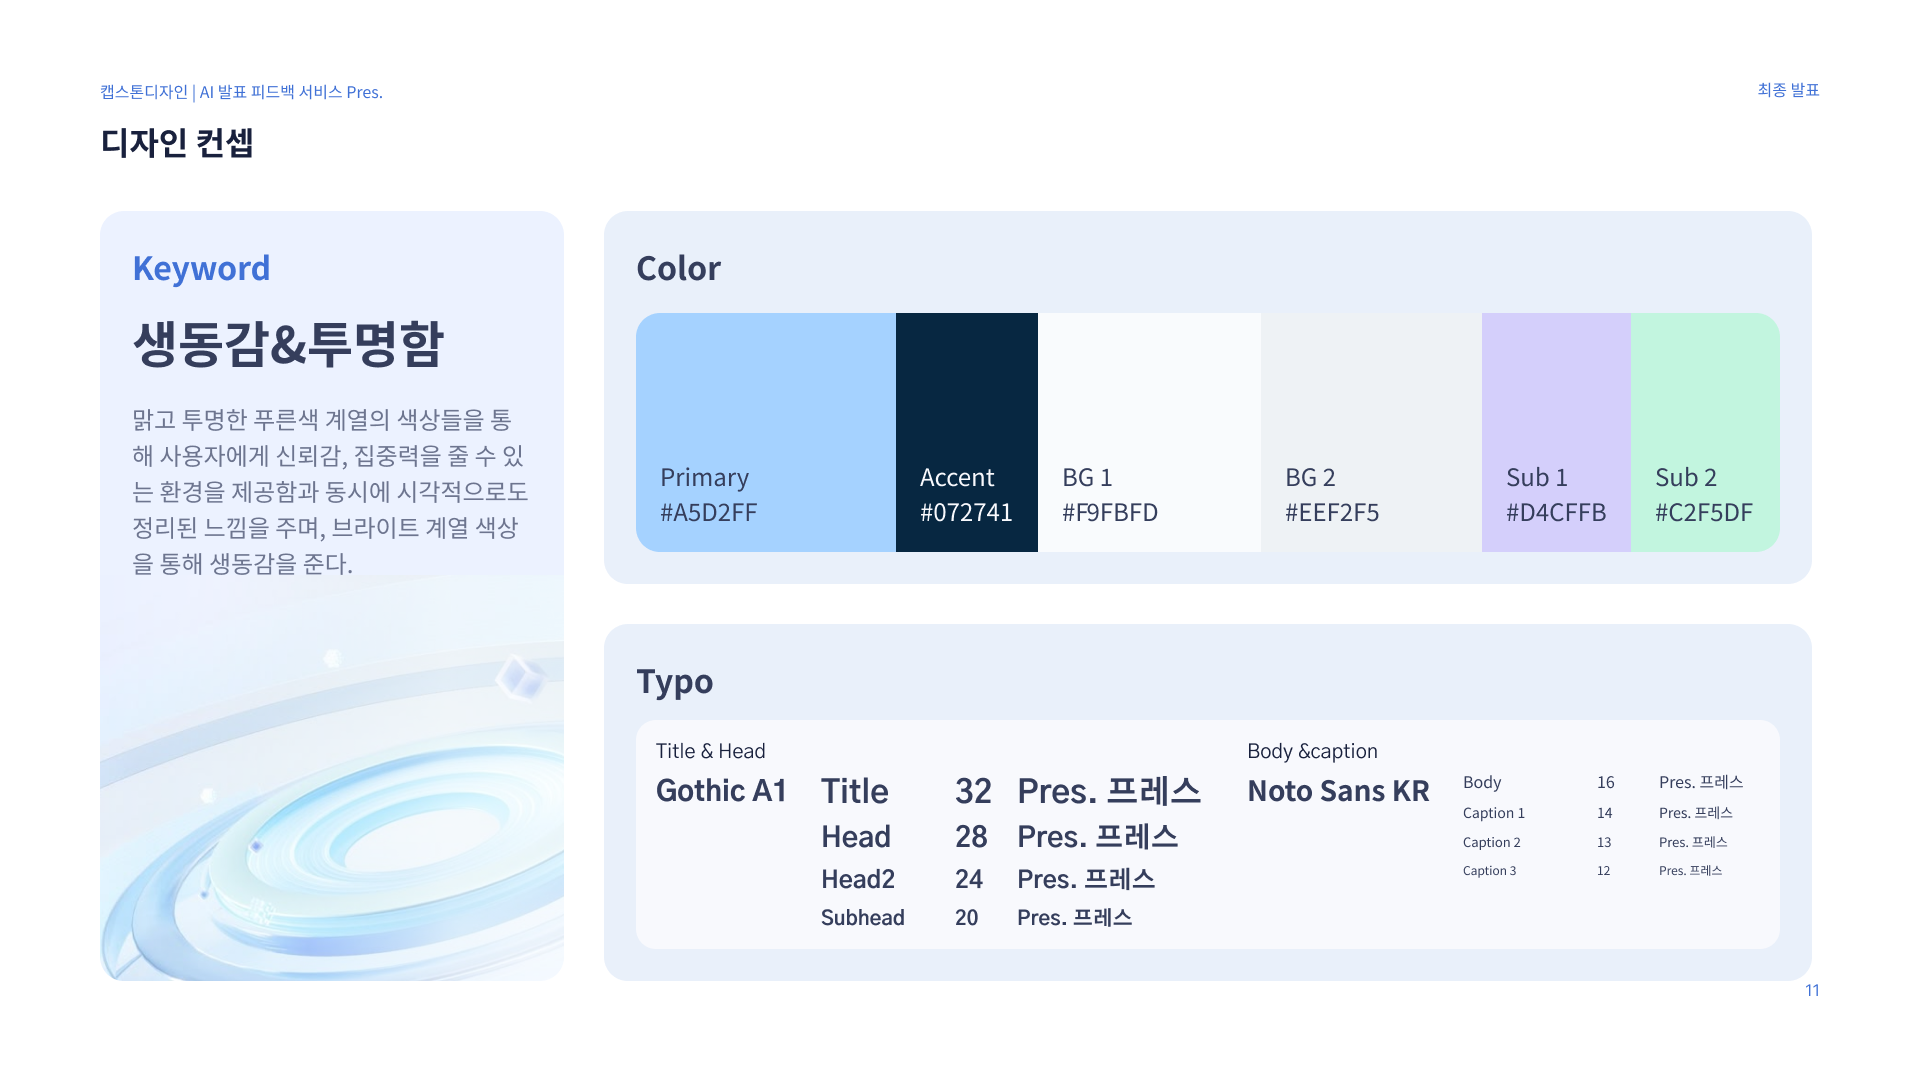 캡스톤디자인 | AI 발표 피드백 서비스 Pres.
최종 발표
디자인 컨셉
Keyword
생동감&투명함
맑고 투명한 푸른색 계열의 색상들을 통
해 사용자에게 신뢰감, 집중력을 줄 수 있
는 환경을 제공함과 동시에 시각적으로도
정리된 느낌을 주며, 브라이트 계열 색상
을 통해 생동감을 준다.
Color
Primary
#A5D2FF
Accent
#072741
BG 1
#F9FBFD
BG 2
#EEF2F5
Sub 1
#D4CFFB
Sub 2
#C2F5DF
Typo
Title & Head
Gothic A1
Title 32 Pres. 프레스
Head 28 Pres. 프레스
Head2 24 Pres. 프레스
Subhead 20 Pres. 프레스
Body &caption
Noto Sans KR
Body 16 Pres. 프레스
Caption 1 14 Pres. 프레스
Caption 2 13 Pres. 프레스
Caption 3 12 Pres. 프레스
11